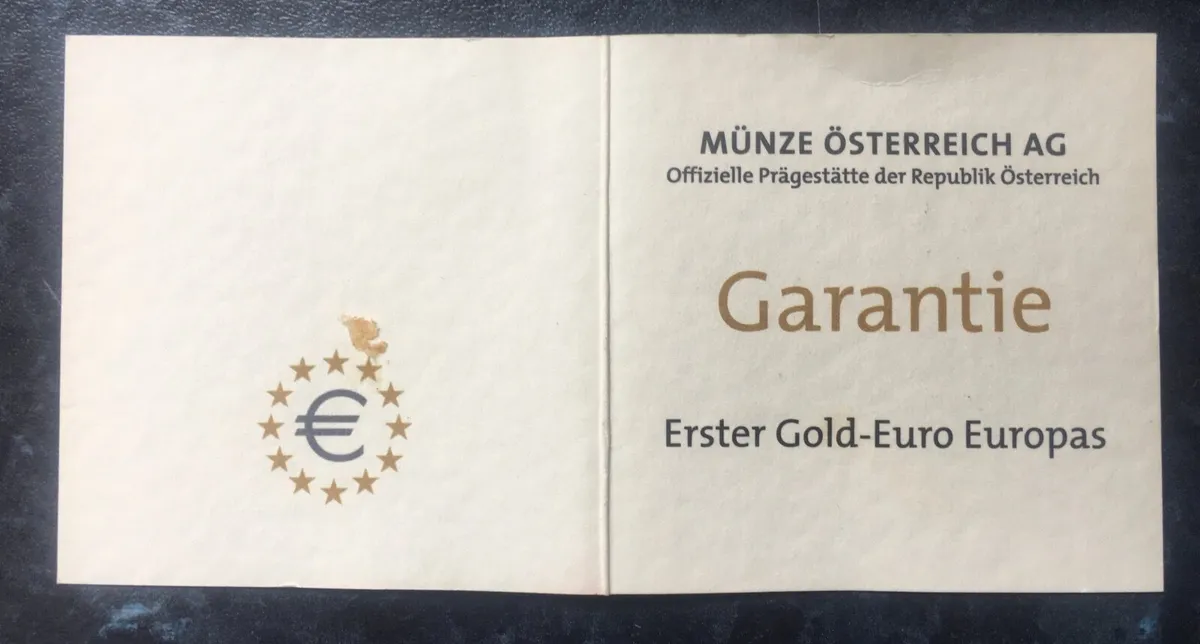 €
MÜNZE ÖSTERREICH AG
Offizielle Prägestätte der Republik Österreich
Garantie
Erster Gold-Euro Europas